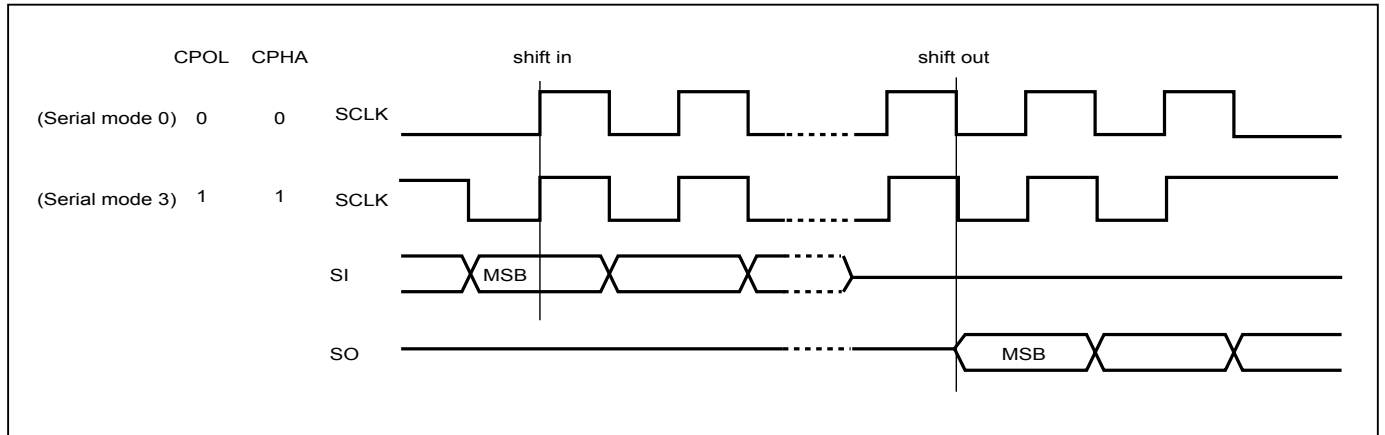 CPOL CPHA shift in shift out
(Serial mode 0) 0 0 SCLK
(Serial mode 3) 1 1 SCLK
SI MSB
SO MSB